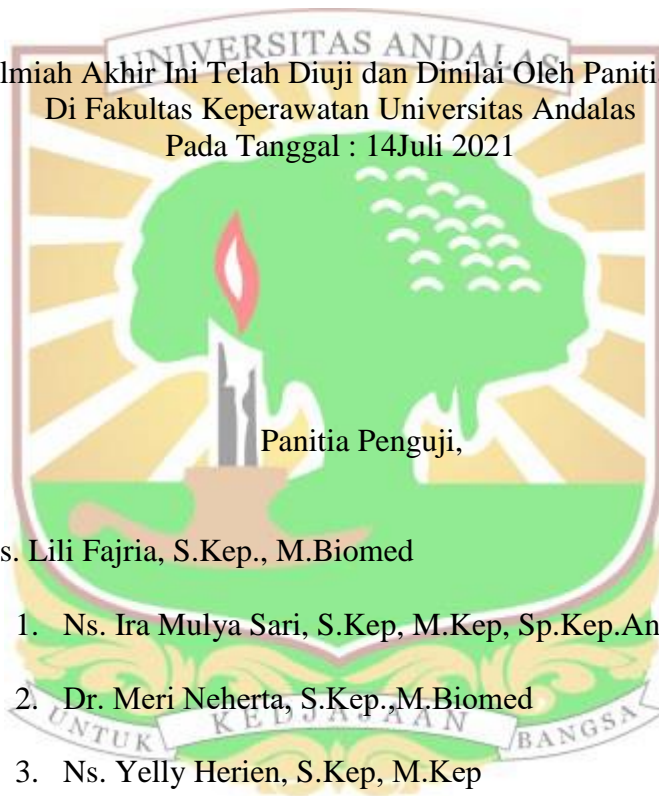 UNIVERSITAS ANDALAS
lmiah Akhir Ini Telah Diuji dan Dinilai Oleh Paniti
Di Fakultas Keperawatan Universitas Andalas
Pada Tanggal : 14Juli 2021
Panitia Penguji,
s. Lili Fajria, S.Kep., M.Biomed
1. Ns. Ira Mulya Sari, S.Kep, M.Kep, Sp.Kep.An
2. Dr. Meri Neherta, S.Kep.,M.Biomed
UNTUK KEDJAJAAN BANGSA
3. Ns. Yelly Herien, S.Kep, M.Kep